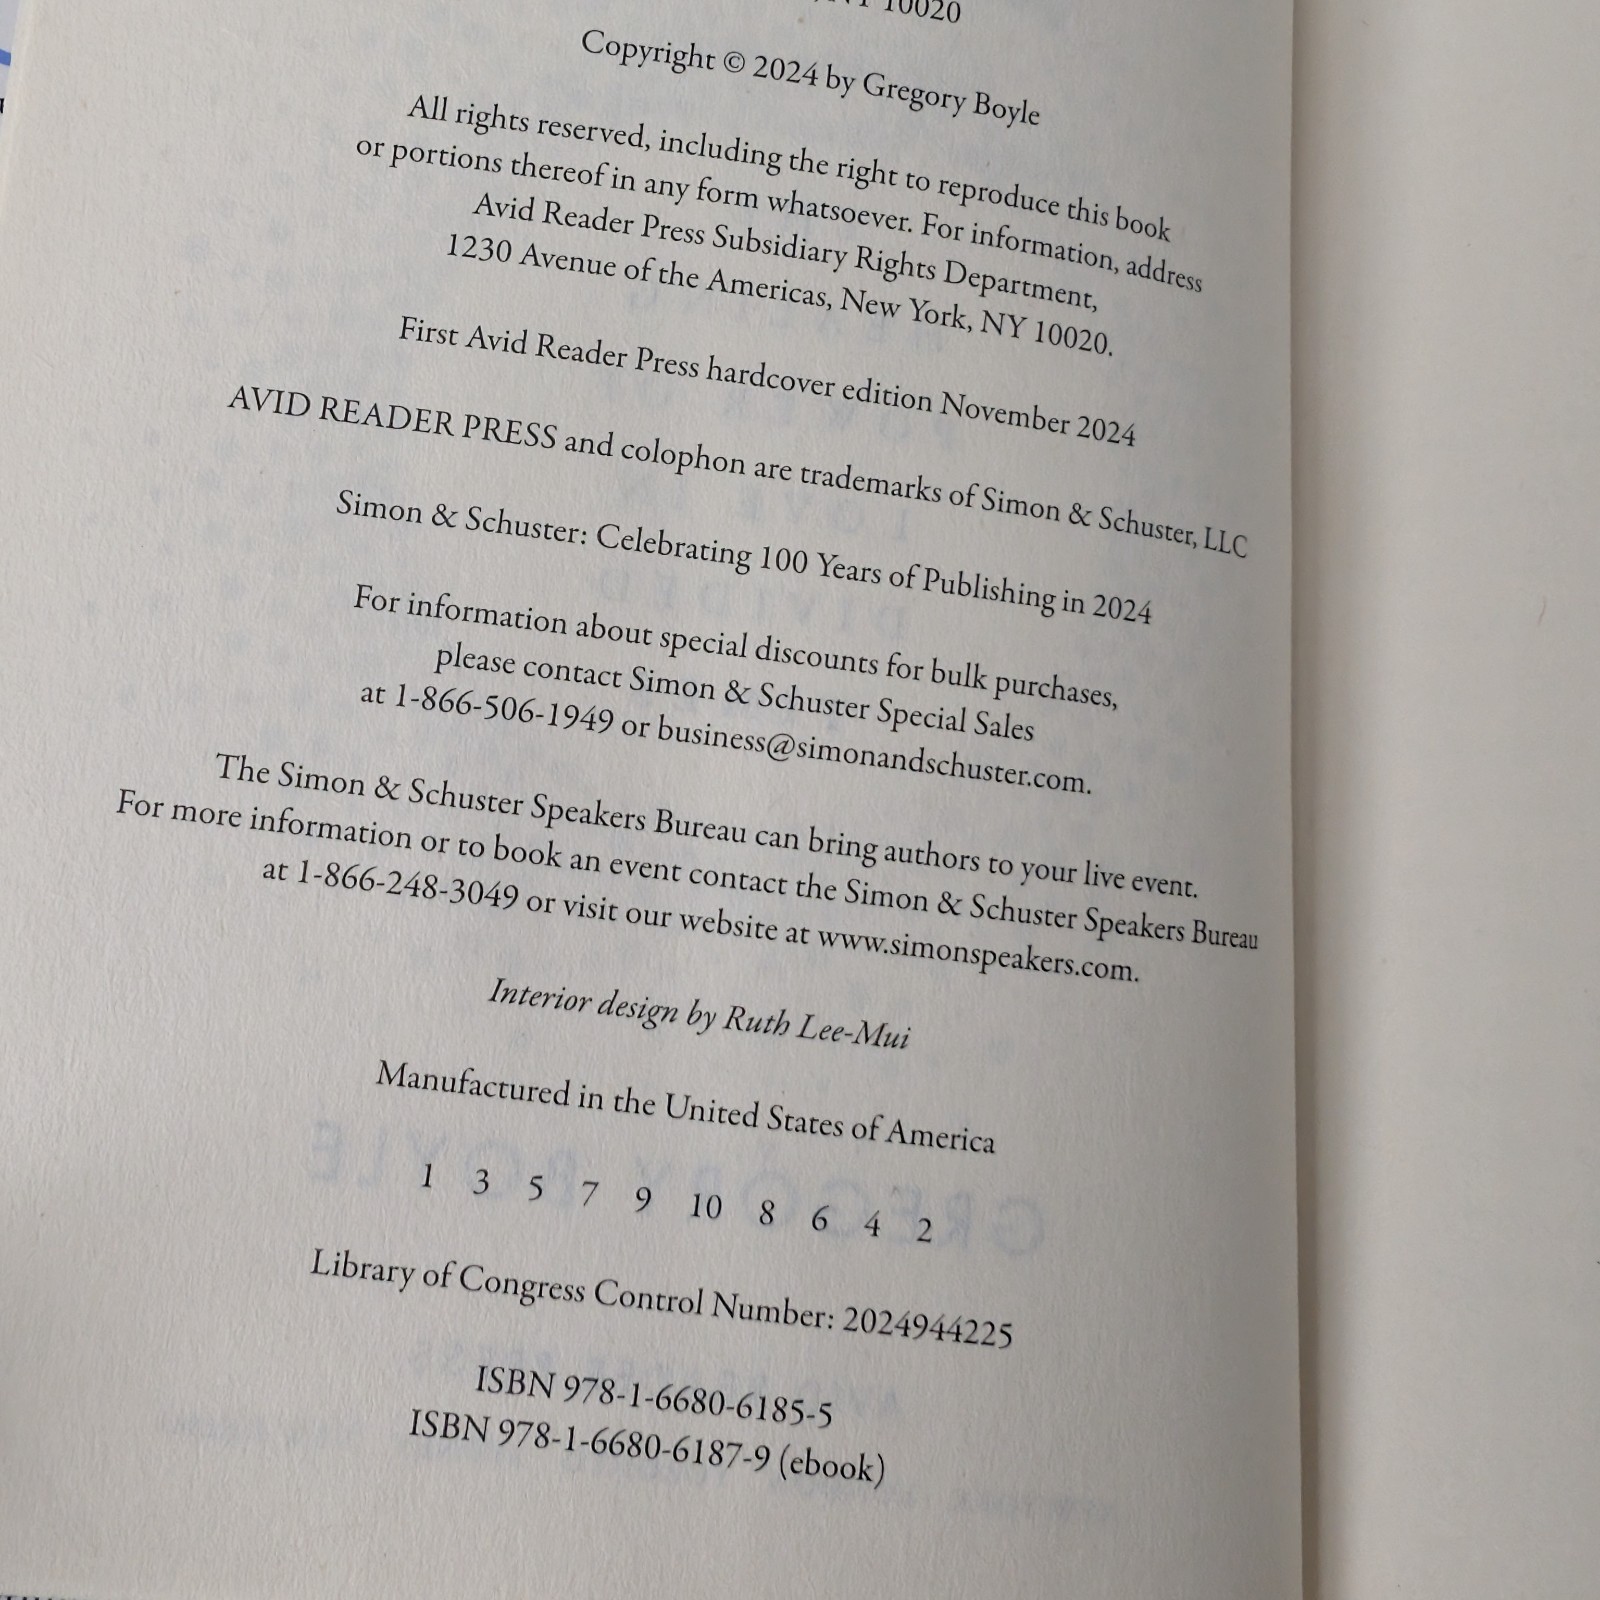 NY 10020
Copyright © 2024 by Gregory Boyle
All rights reserved, including the right to reproduce this book
or portions thereof in any form whatsoever. For information, address
Avid Reader Press Subsidiary Rights Department,
1230 Avenue of the Americas, New York, NY 10020.
First Avid Reader Press hardcover edition November 2024
AVID READER PRESS and colophon are trademarks of Simon & Schuster, LLC
Simon & Schuster: Celebrating 100 Years of Publishing in 2024
For information about special discounts for bulk purchases,
please contact Simon & Schuster Special Sales
at 1-866-506-1949 or business@simonandschuster.com.
The Simon & Schuster Speakers Bureau can bring authors to your live event.
For more information or to book an event contact the Simon & Schuster Speakers Bureau
at 1-866-248-3049 or visit our website at www.simonspeakers.com.
Interior design by Ruth Lee-Mui
Manufactured in the United States of America
1 3 5 7 9 10 8 6 4 2
Library of Congress Control Number: 2024944225
ISBN 978-1-6680-6185-5
ISBN 978-1-6680-6187-9 (ebook)